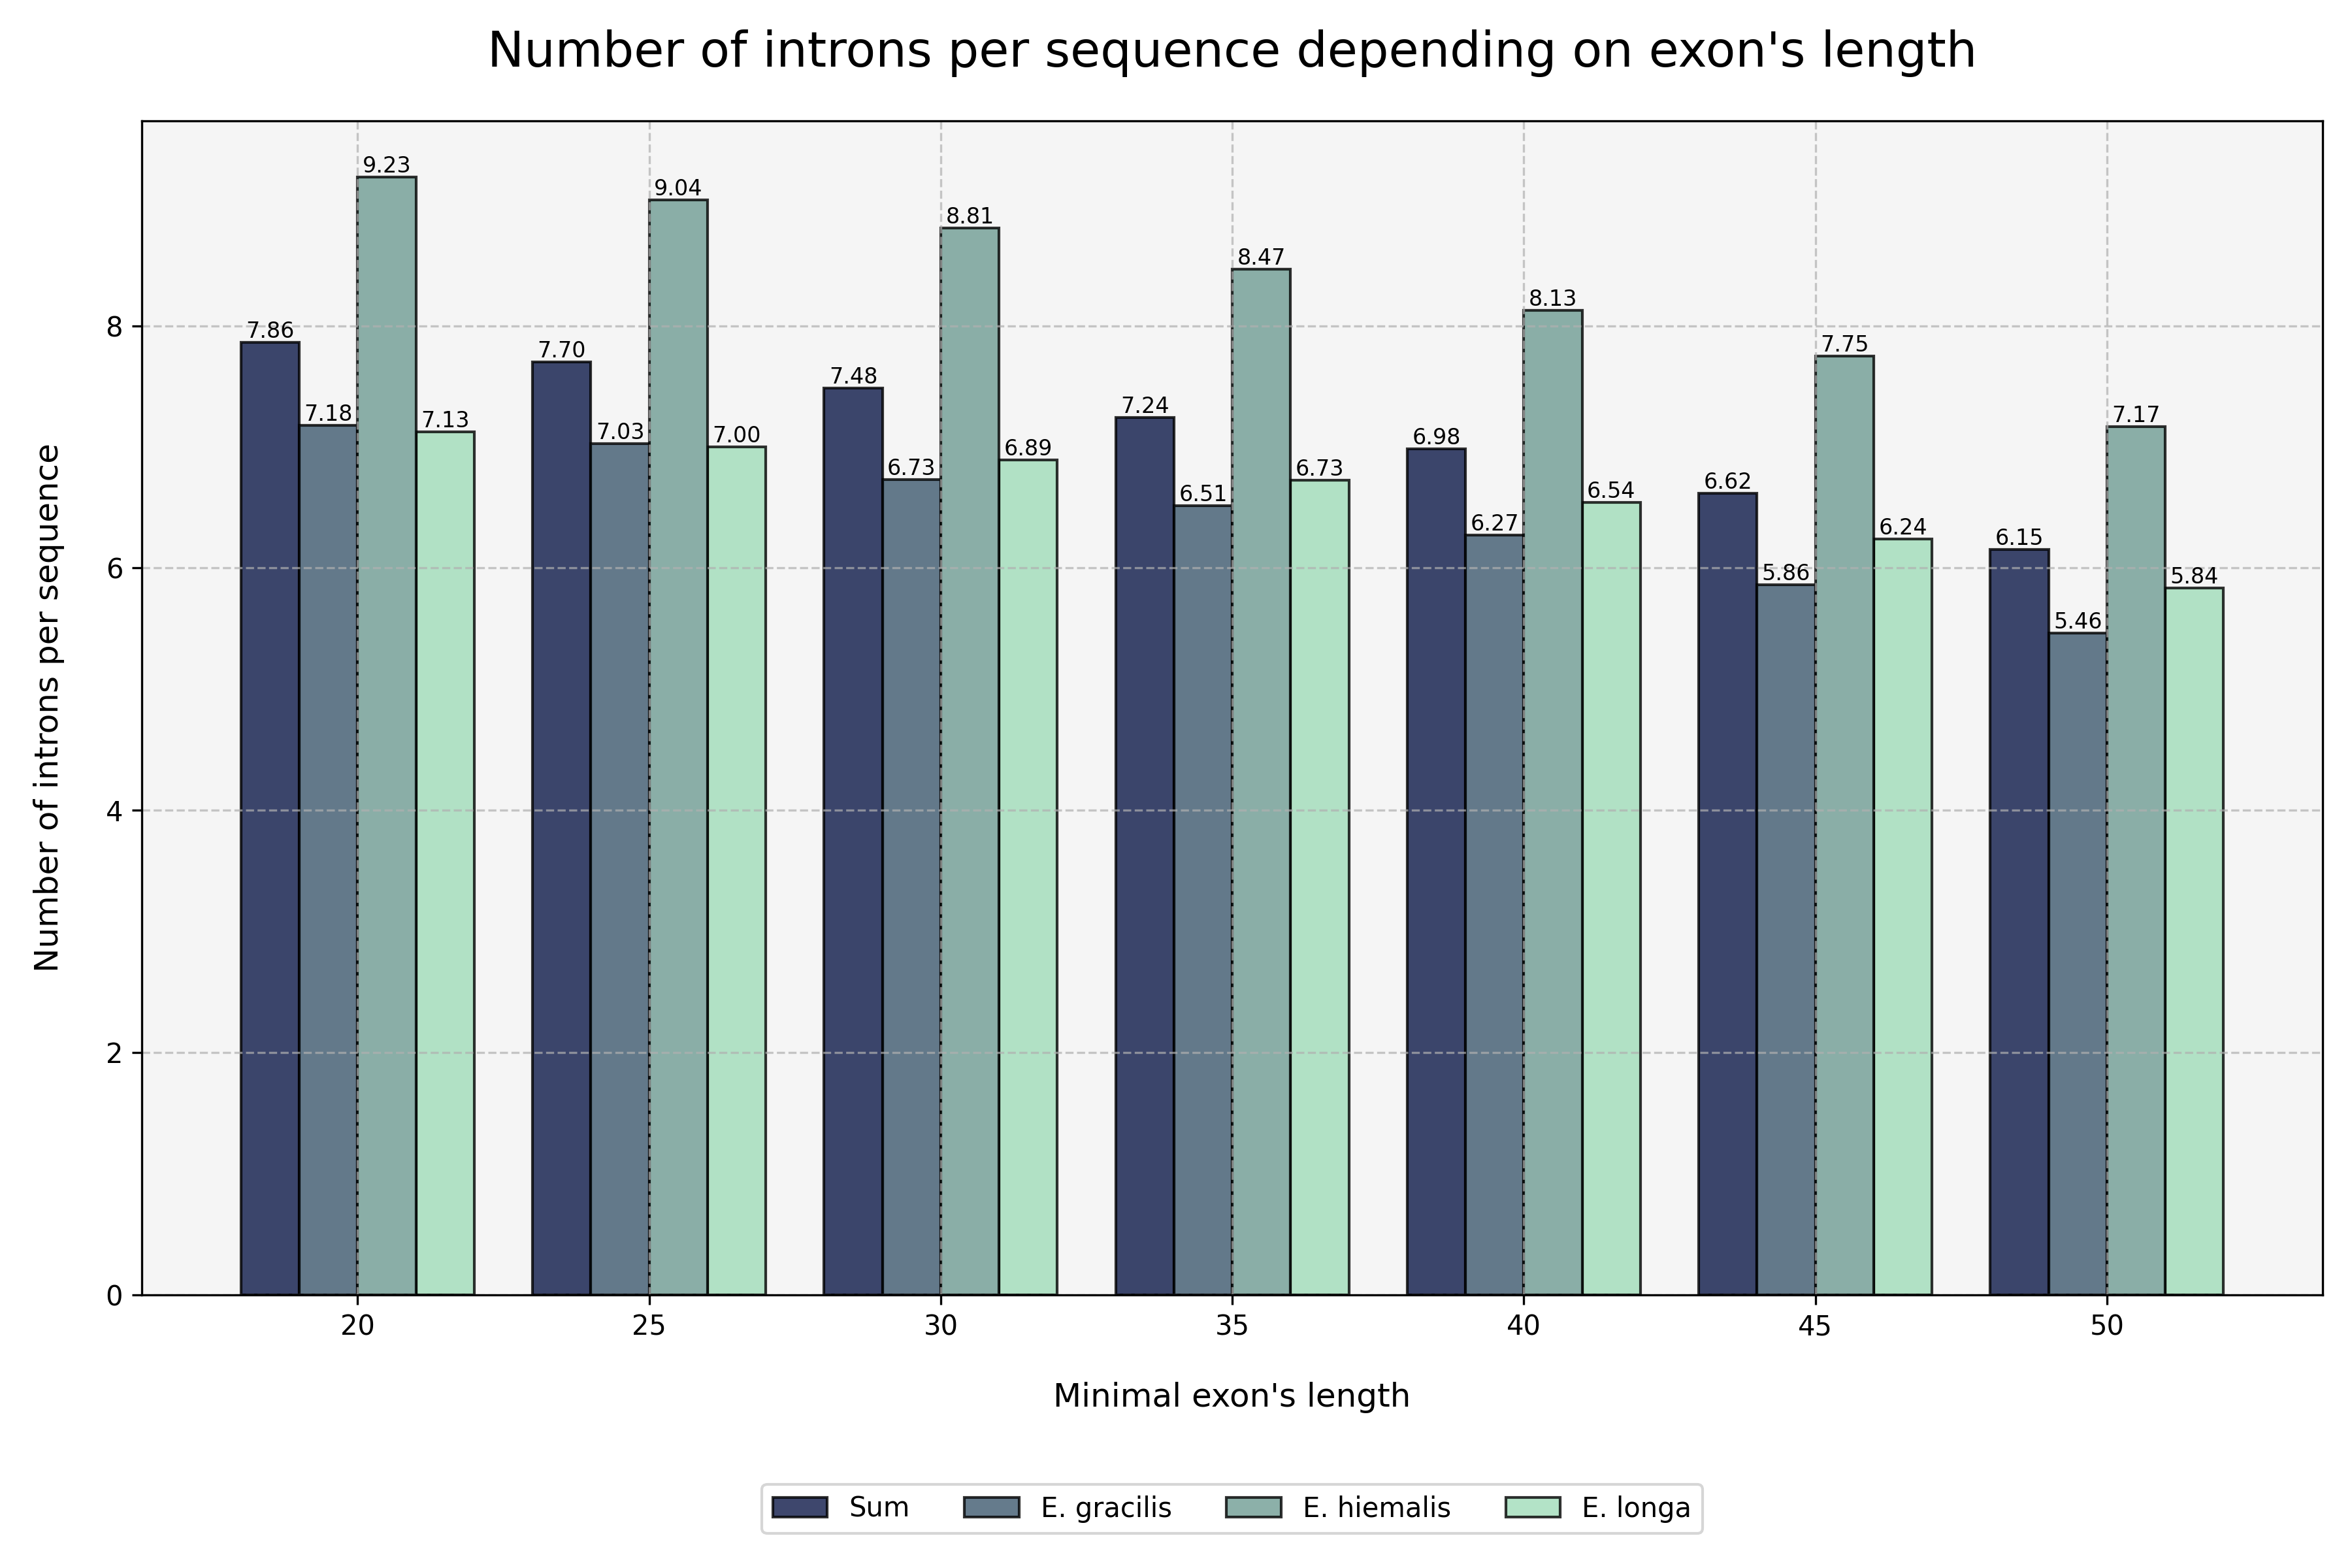 Number of introns per sequence depending on exon's length
Number of introns per sequence
8
6
4
2
0
7.86 7.18 9.23 7.13
7.70 7.03 9.04 7.00
7.48 6.73 8.81 6.89
7.24 6.51 8.47 6.73
6.98 6.27 8.13 6.54
6.62 5.86 7.75 6.24
6.15 5.46 7.17 5.84
20 25 30 35 40 45 50
Minimal exon's length
Sum E. gracilis E. hiemalis E. longa